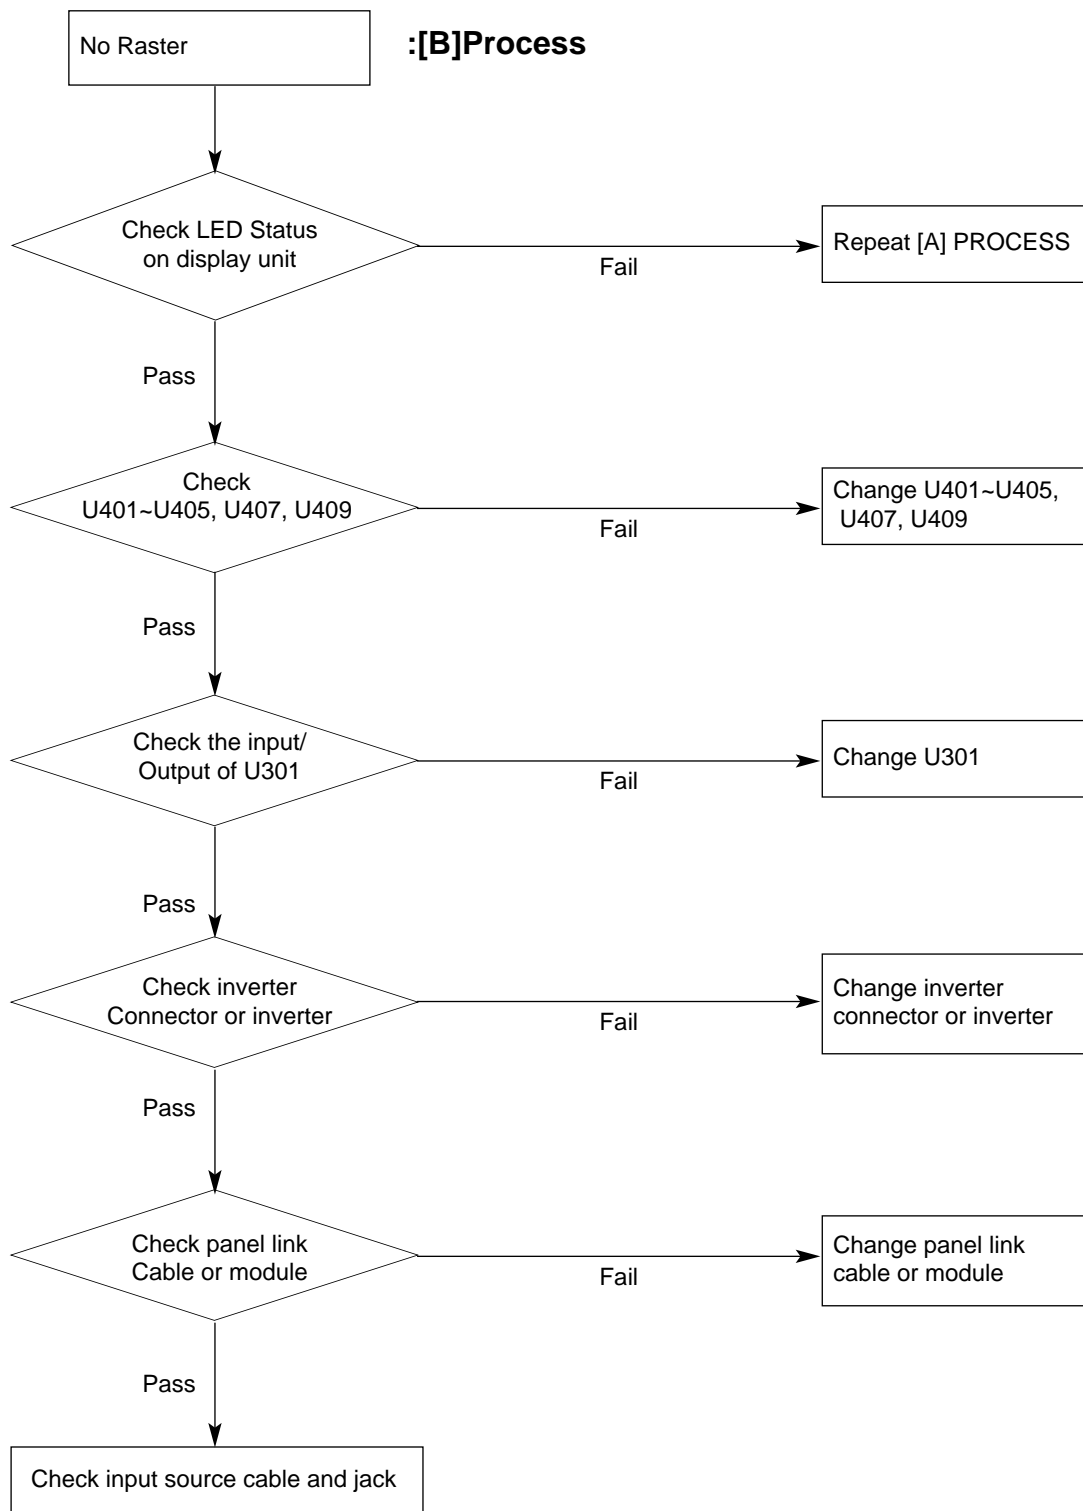 No Raster
:[B]Process
Check LED Status
on display unit
Fail
Repeat [A] PROCESS
Pass
Check
U401~U405, U407, U409
Fail
Change U401~U405,
U407, U409
Pass
Check the input/
Output of U301
Fail
Change U301
Pass
Check inverter
Connector or inverter
Fail
Change inverter
connector or inverter
Pass
Check panel link
Cable or module
Fail
Change panel link
cable or module
Pass
Check input source cable and jack